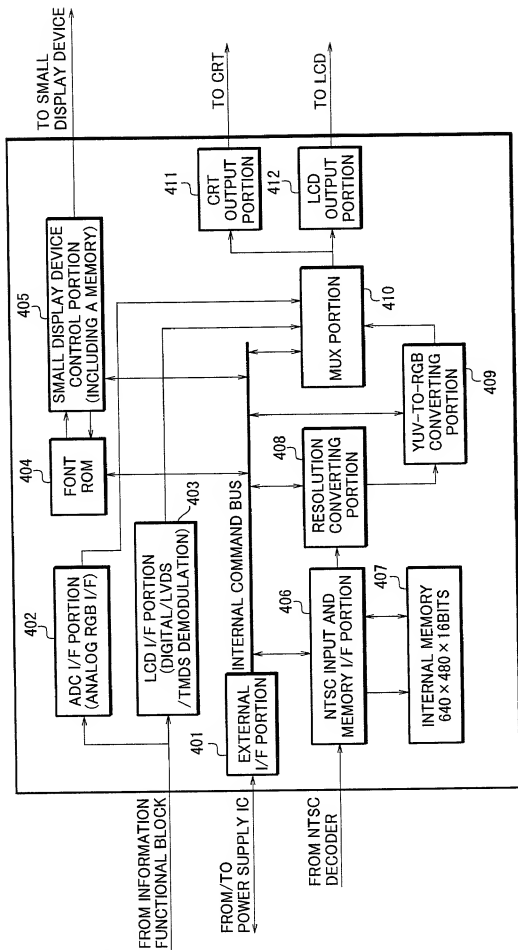 TO SMALL
DISPLAY DEVICE
TO CRT
TO LCD
405
SMALL DISPLAY DEVICE
CONTROL PORTION
(INCLUDING A MEMORY)
411
CRT
OUTPUT
PORTION
412
LCD
OUTPUT
PORTION
404
FONT
ROM
410
MUX PORTION
402
ADC I/F PORTION
(ANALOG RGB I/F)
403
LCD I/F PORTION
(DIGITAL/LVDS
/TMDS DEMODULATION)
INTERNAL COMMAND BUS
408
RESOLUTION
CONVERTING
PORTION
YUV-TO-RGB
CONVERTING
PORTION
409
401
EXTERNAL
I/F PORTION
406
NTSC INPUT AND
MEMORY I/F PORTION
407
INTERNAL MEMORY
640×480×16BITS
FROM INFORMATION
FUNCTIONAL BLOCK
FROM/TO
POWER SUPPLY IC
FROM NTSC
DECODER